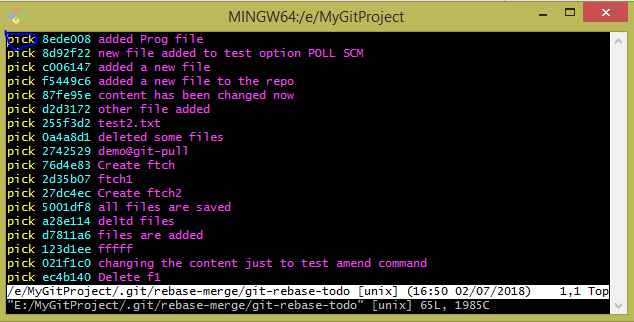 MINGW64:/e/MyGitProject
pick 8ede008 added Prog file
pick 8d92f22 new file added to test option POLL SCM
pick c006147 added a new file
pick f5449c6 added a new file to the repo
pick 87fe95e content has been changed now
pick d2d3172 other file added
pick 255f3d2 test2.txt
pick 0a4a8d1 deleted some files
pick 2742529 demo@git-pull
pick 76d4e83 Create ftch
pick 2d35b07 ftch1
pick 27dc4ec Create ftch2
pick 5001df8 all files are saved
pick a28e114 deltd files
pick d7811a6 files are added
pick 123d1ee fffff
pick 021f1c0 changing the content just to test amend command
pick ec4b140 Delete f1
/e/MyGitProject/.git/rebase-merge/git-rebase-todo [unix] (16:50 02/07/2018) 1,1 Top
"E:/MyGitProject/.git/rebase-merge/git-rebase-todo" [unix] 65L, 1985C